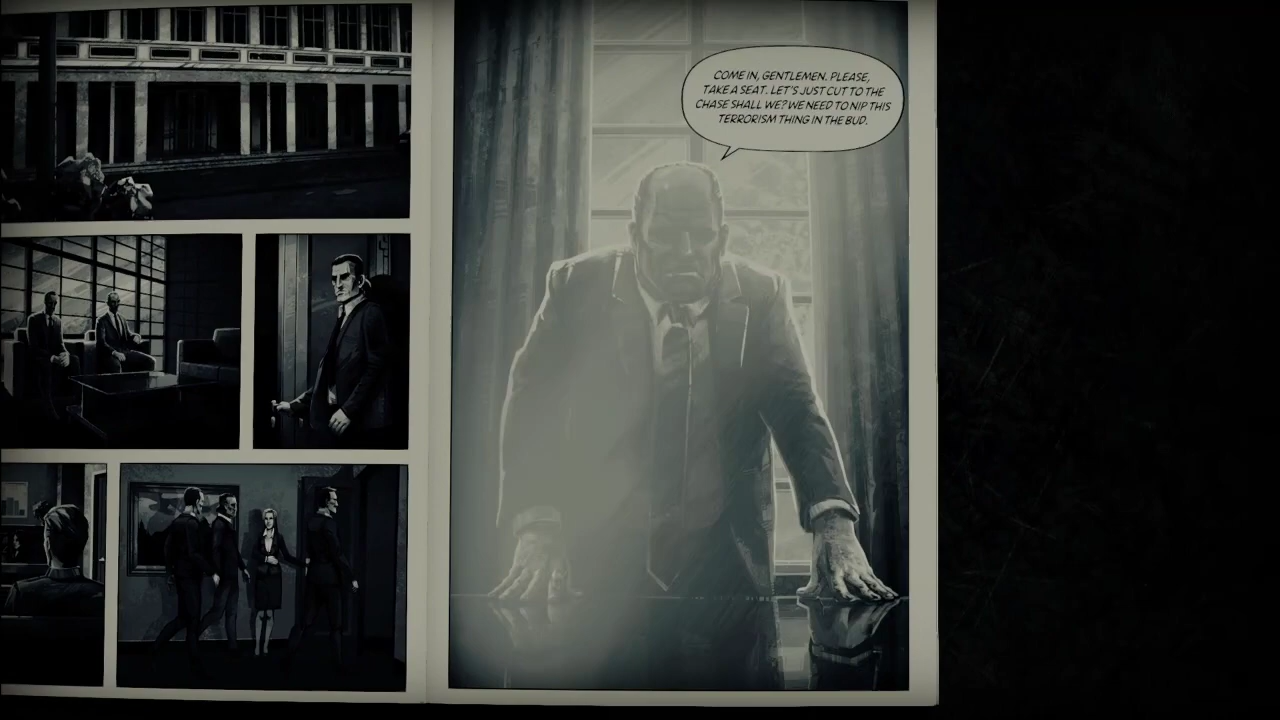 COME IN, GENTLEMEN. PLEASE,
TAKE A SEAT. LET'S JUST CUT TO THE
CHASE SHALL WE? WE NEED TO NIP THIS
TERRORISM THING IN THE BUD.